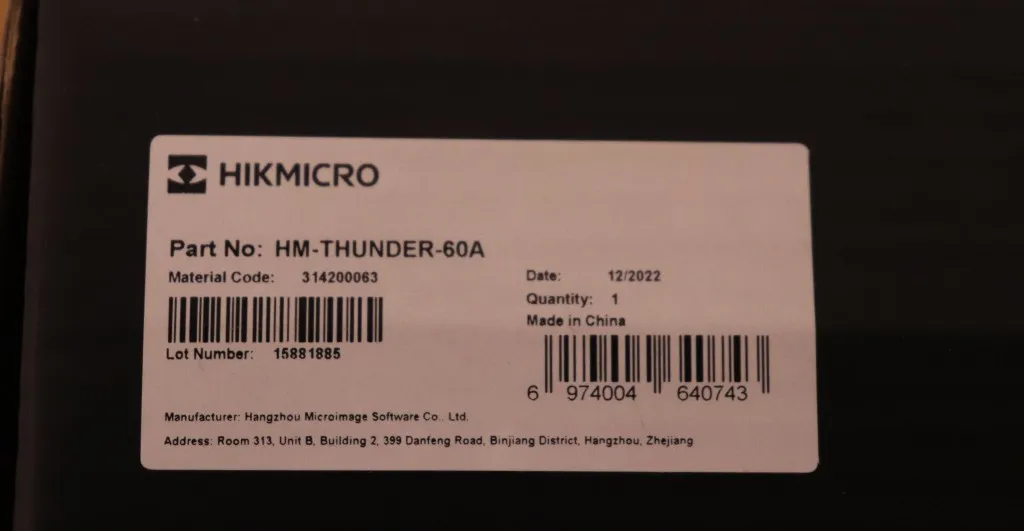 HIKMICRO
Part No: HM-THUNDER-60A
Material Code: 314200063
Date: 12/2022
Quantity: 1
Made in China
Lot Number: 15881885
6 974004 640743
Manufacturer: Hangzhou Microimage Software Co., Ltd.
Address: Room 313, Unit B, Building 2, 399 Danfeng Road, Binjiang District, Hangzhou, Zhejiang